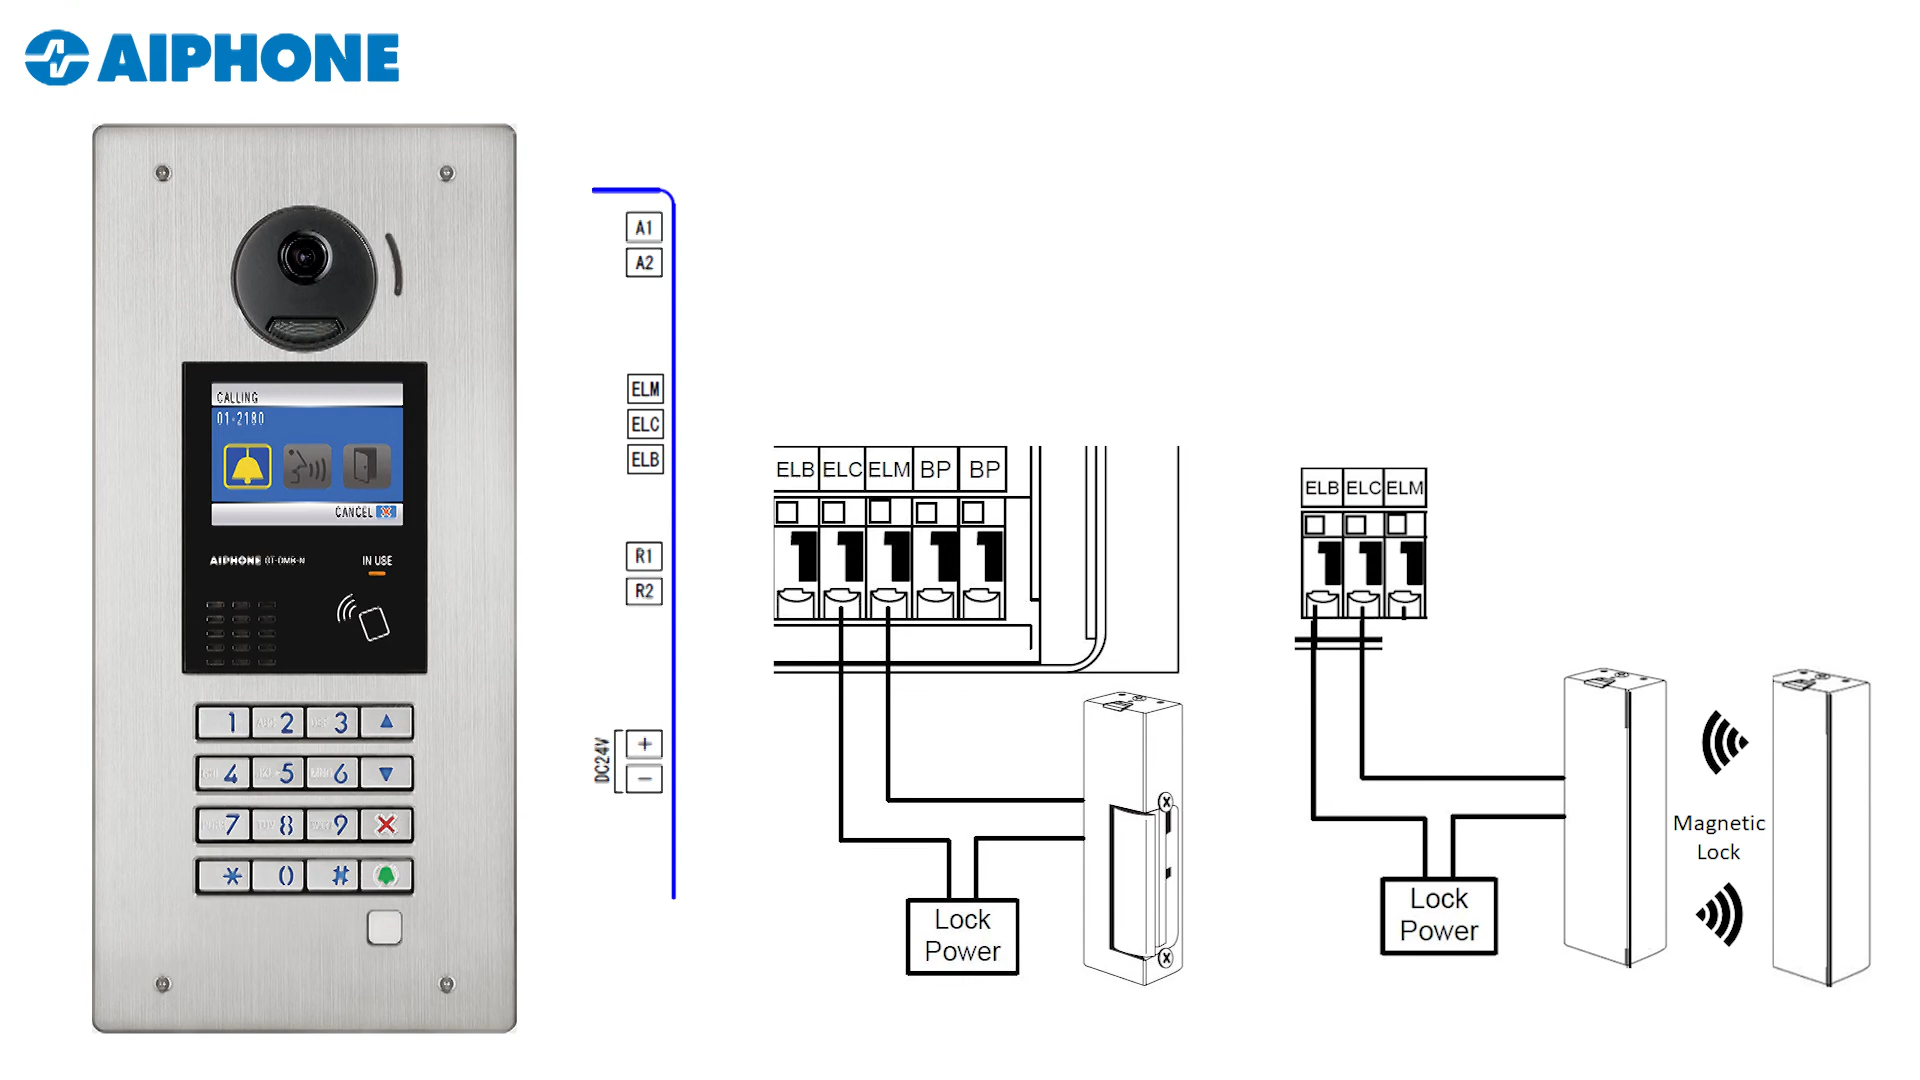 AIPHONE
CALLING
01-2180
CANCEL
AIPHONE GT-DMB-N
IN USE
1 2 3
4 5 6
7 8 9
* 0 #
A1
A2
ELM
ELC
ELB
R1
R2
DC24V
+
−
ELB ELC ELM BP BP
Lock
Power
ELB ELC ELM
Lock
Power
Magnetic
Lock